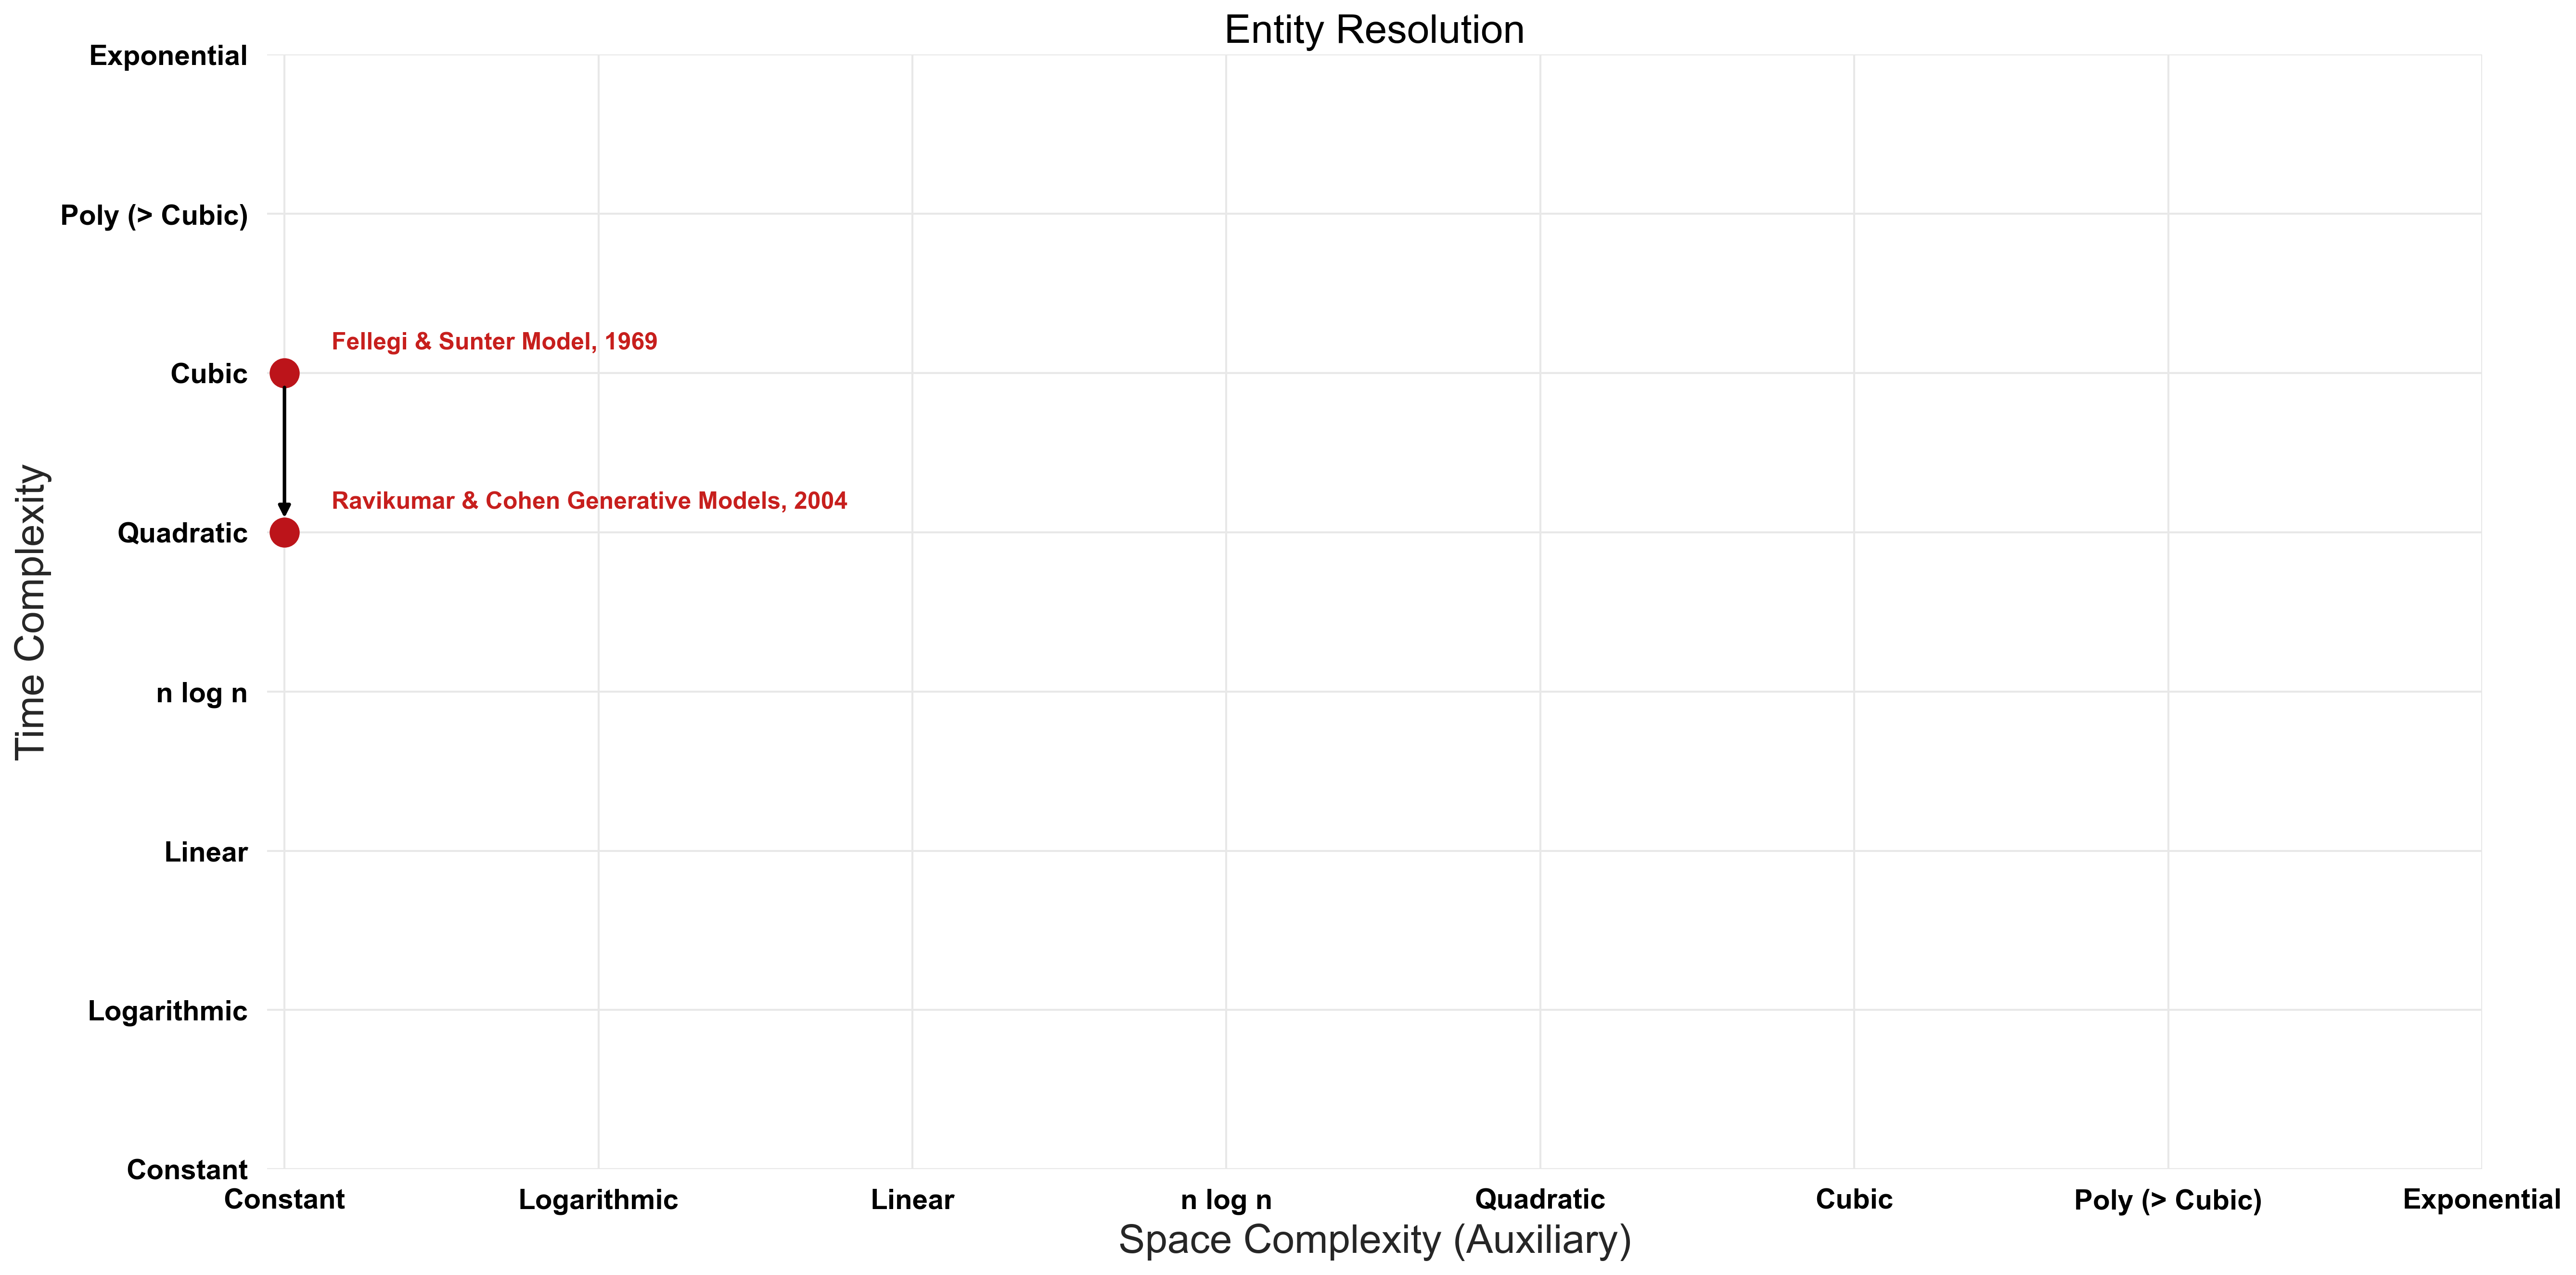 Entity Resolution
Exponential
Poly (> Cubic)
Fellegi & Sunter Model, 1969
Cubic
Ravikumar & Cohen Generative Models, 2004
Quadratic
Time Complexity
n log n
Linear
Logarithmic
Constant
Constant
Logarithmic
Linear
n log n
Quadratic
Cubic
Poly (> Cubic)
Exponential
Space Complexity (Auxiliary)